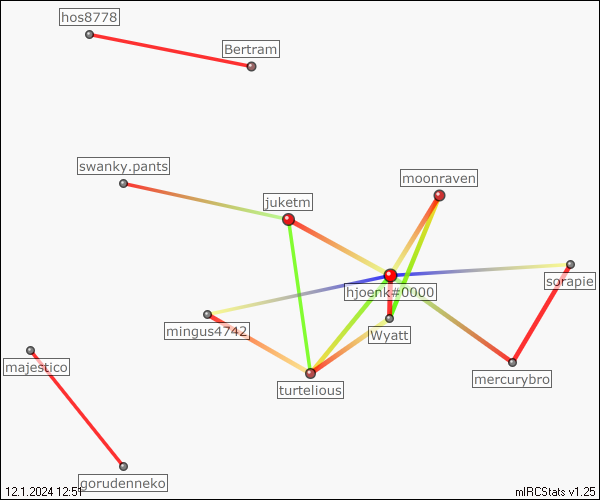 hos8778
Bertram
swanky.pants
moonraven
juketm
sorapie
hjoenk#0000
mingus4742
Wyatt
majestico
mercurybro
turtelious
gorudenneko
12.1.2024 12:51
mIRCStats v1.25